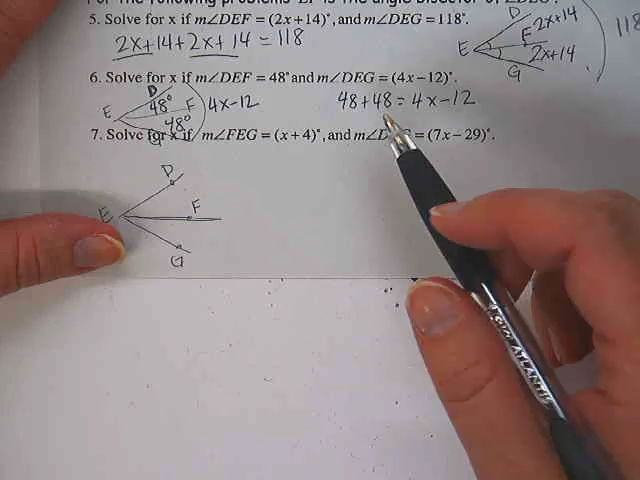 For the following problems EF is the angle bisector of ∠DEG.
5. Solve for x if m∠DEF = (2x+14)°, and m∠DEG = 118°.
2x+14+2x+14=118
D 2x+14
E F
2x+14
G
118
6. Solve for x if m∠DEF = 48° and m∠DEG = (4x−12)°.
D
48° F 4x-12
E
48°
G
48+48=4x-12
7. Solve for x if m∠FEG = (x+4)°, and m∠D = (7x−29)°.
D
E F
G
ATLANTIS